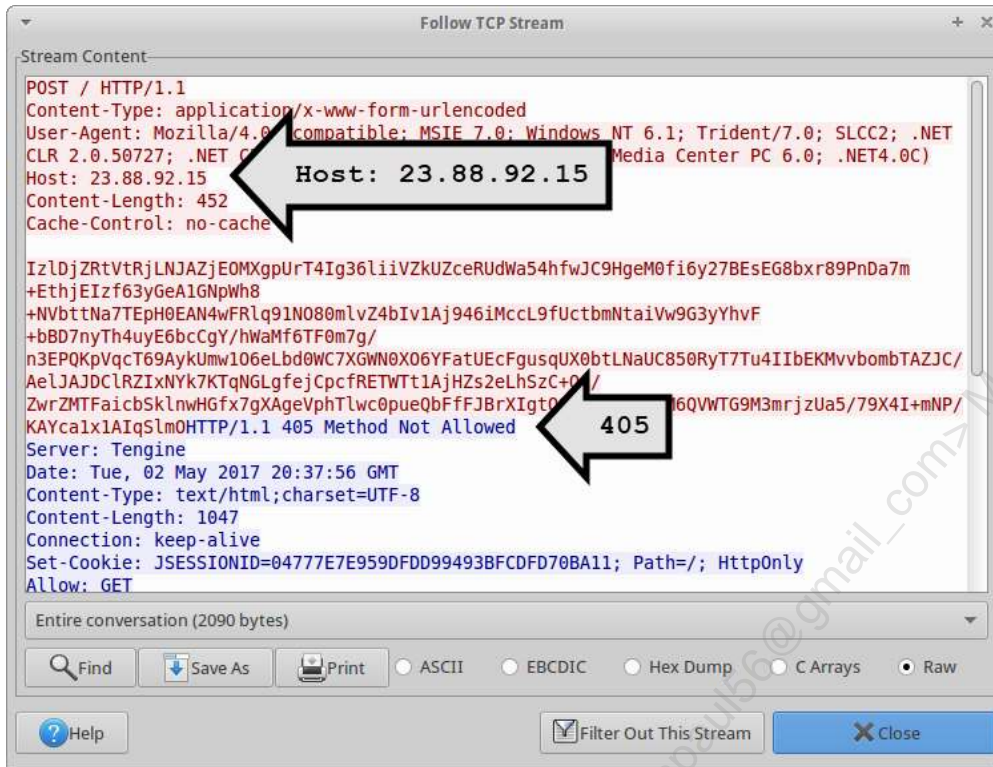 Follow TCP Stream
Stream Content
POST / HTTP/1.1
Content-Type: application/x-www-form-urlencoded
User-Agent: Mozilla/4.0 compatible; MSIE 7.0; Windows NT 6.1; Trident/7.0; SLCC2; .NET
CLR 2.0.50727; .NET Media Center PC 6.0; .NET4.0C)
Host: 23.88.92.15
Host: 23.88.92.15
Content-Length: 452
Cache-Control: no-cache
IzlDjZRtVtRjLNJAZjEOMXgpUrT4Ig36liiVZkUZceRUdWa54hfwJC9HgeM0fi6y27BEsEG8bxr89PnDa7m
+EthjEIzf63yGeA1GNpWh8
+NVbttNa7TEpH0EAN4wFRlq91NO80mlvZ4bIv1Aj946iMccL9fUctbmNtaiVw9G3yYhvF
+bBD7nyTh4uyE6bcCgY/hWaMf6TF0m7g/
n3EPQKpVqcT69AykUmw1O6eLbd0WC7XGWN0XO6YFatUEcFgusqUX0btLNaUC850RyT7Tu4IIbEKMvvbombTAZJC/
AelJAJDClRZIxNYk7KTqNGLgfejCpcfRETWTt1AjHZs2eLhSzC+
ZwrZMTFaicbSklnwHGfx7gXAgeVphTlwc0pueQbFfFJBrXIgt 6QVWTG9M3mrjzUa5/79X4I+mNP/
KAYca1x1AIqSlmOHTTP/1.1 405 Method Not Allowed
405
Server: Tengine
Date: Tue, 02 May 2017 20:37:56 GMT
Content-Type: text/html;charset=UTF-8
Content-Length: 1047
Connection: keep-alive
Set-Cookie: JSESSIONID=04777E7E959DFDD99493BFCDFD70BA11; Path=/; HttpOnly
Allow: GET
Entire conversation (2090 bytes)
Find Save As Print ASCII EBCDIC Hex Dump C Arrays Raw
Help Filter Out This Stream Close